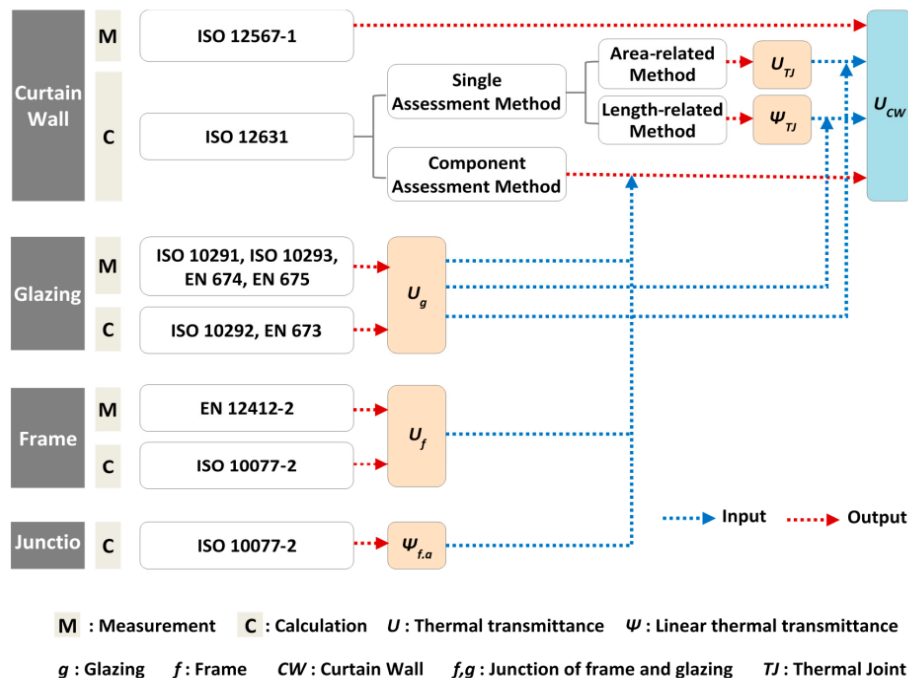 Curtain
Wall
M
ISO 12567-1
C
ISO 12631
Single
Assessment Method
Component
Assessment Method
Area-related
Method
Length-related
Method
U_TJ
Ψ_TJ
U_CW
Glazing
M
ISO 10291, ISO 10293,
EN 674, EN 675
C
ISO 10292, EN 673
U_g
Frame
M
EN 12412-2
C
ISO 10077-2
U_f
Junctio
C
ISO 10077-2
Ψ_f.a
Input
Output
M : Measurement C : Calculation U : Thermal transmittance Ψ : Linear thermal transmittance
g : Glazing f : Frame CW : Curtain Wall f,g : Junction of frame and glazing TJ : Thermal Joint